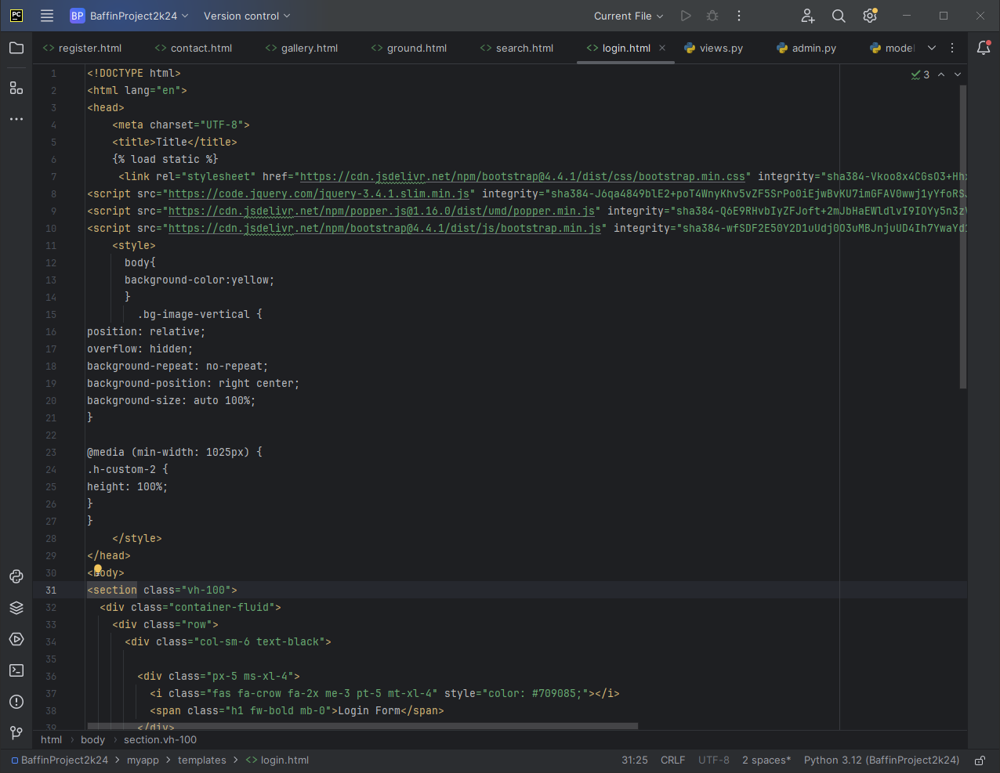 PC BP BaffinProject2k24 Version control Current File
register.html contact.html gallery.html ground.html search.html login.html views.py admin.py model
1 <!DOCTYPE html> 3
2 <html lang="en">
3 <head>
4 <meta charset="UTF-8">
5 <title>Title</title>
6 {% load static %}
7 <link rel="stylesheet" href="https://cdn.jsdelivr.net/npm/bootstrap@4.4.1/dist/css/bootstrap.min.css" integrity="sha384-Vkoo8x4CGsO3+Hhx
8 <script src="https://code.jquery.com/jquery-3.4.1.slim.min.js" integrity="sha384-J6qa4849blE2+poT4WnyKhv5vZF5SrPo0iEjwBvKU7imGFAV0wwj1yYfoRS
9 <script src="https://cdn.jsdelivr.net/npm/popper.js@1.16.0/dist/umd/popper.min.js" integrity="sha384-Q6E9RHvbIyZFJoft+2mJbHaEWldlvI9IOYy5n3z
10 <script src="https://cdn.jsdelivr.net/npm/bootstrap@4.4.1/dist/js/bootstrap.min.js" integrity="sha384-wfSDF2E50Y2D1uUdj0O3uMBJnjuUD4Ih7YwaYd
11 <style>
12 body{
13 background-color:yellow;
14 }
15 .bg-image-vertical {
16 position: relative;
17 overflow: hidden;
18 background-repeat: no-repeat;
19 background-position: right center;
20 background-size: auto 100%;
21 }
22
23 @media (min-width: 1025px) {
24 .h-custom-2 {
25 height: 100%;
26 }
27 }
28 </style>
29 </head>
30 <body>
31 <section class="vh-100">
32 <div class="container-fluid">
33 <div class="row">
34 <div class="col-sm-6 text-black">
35
36 <div class="px-5 ms-xl-4">
37 <i class="fas fa-crow fa-2x me-3 pt-5 mt-xl-4" style="color: #709085;"></i>
38 <span class="h1 fw-bold mb-0">Login Form</span>
39 </div>
html › body › section.vh-100
BaffinProject2k24 › myapp › templates › login.html 31:25 CRLF UTF-8 2 spaces* Python 3.12 (BaffinProject2k24)